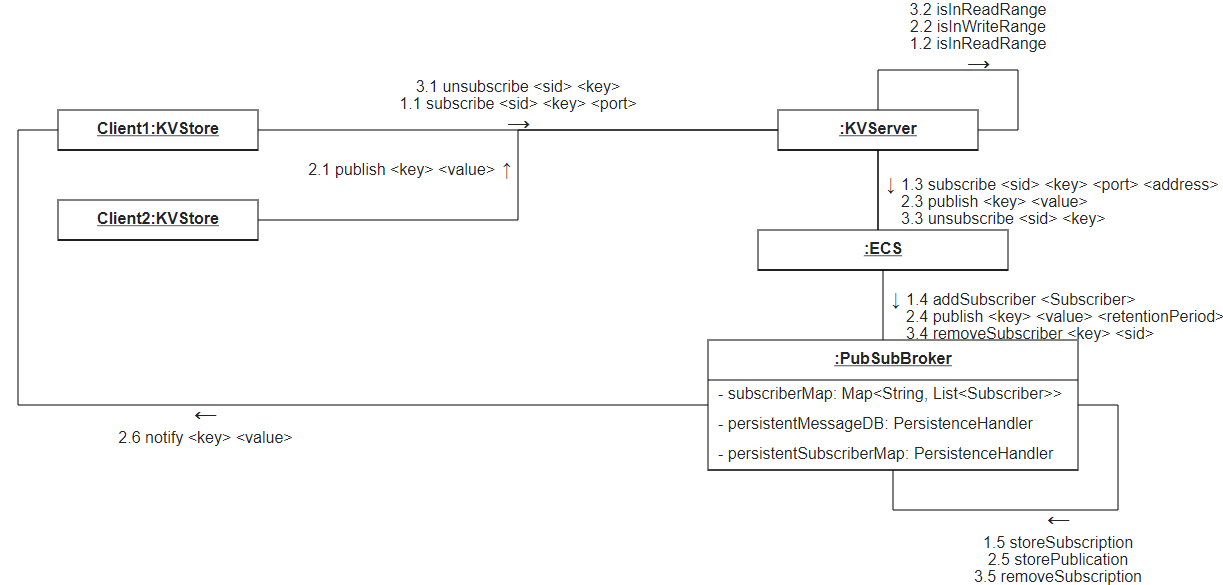 3.2 isInReadRange
2.2 isInWriteRange
1.2 isInReadRange
3.1 unsubscribe <sid> <key>
1.1 subscribe <sid> <key> <port>
Client1:KVStore
:KVServer
2.1 publish <key> <value>
1.3 subscribe <sid> <key> <port> <address>
2.3 publish <key> <value>
3.3 unsubscribe <sid> <key>
Client2:KVStore
:ECS
1.4 addSubscriber <Subscriber>
2.4 publish <key> <value> <retentionPeriod>
3.4 removeSubscriber <key> <sid>
:PubSubBroker
- subscriberMap: Map<String, List<Subscriber>>
- persistentMessageDB: PersistenceHandler
- persistentSubscriberMap: PersistenceHandler
2.6 notify <key> <value>
1.5 storeSubscription
2.5 storePublication
3.5 removeSubscription